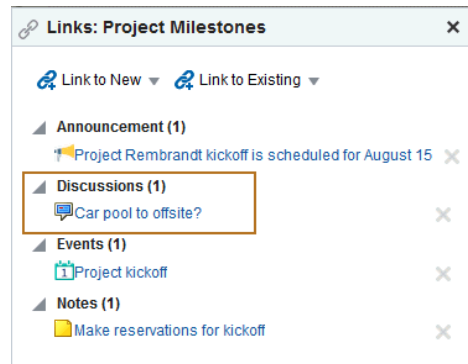 Links: Project Milestones
Link to New Link to Existing
Announcement (1)
Project Rembrandt kickoff is scheduled for August 15
Discussions (1)
Car pool to offsite?
Events (1)
1 Project kickoff
Notes (1)
Make reservations for kickoff